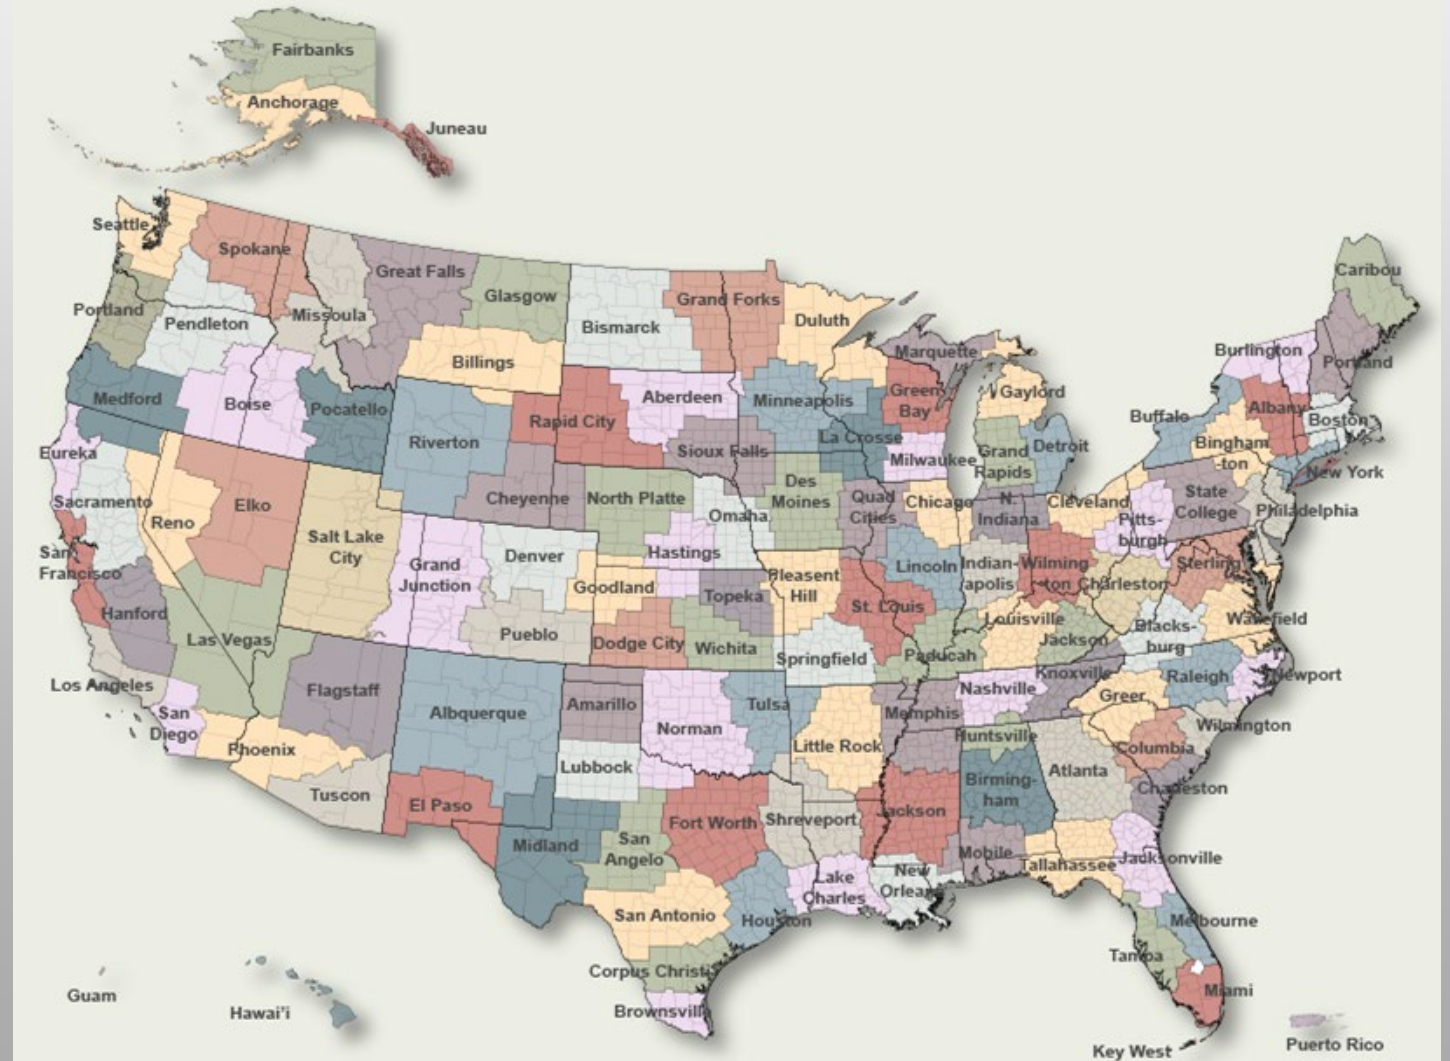 Fairbanks
Anchorage
Juneau
Seattle
Spokane
Great Falls
Glasgow
Caribou
Portland
Pendleton
Missoula
Bismarck
Grand Forks
Duluth
Billings
Marquette
Burlington
Portland
Medford
Boise
Pocatello
Riverton
Rapid City
Aberdeen
Minneapolis
Green
Bay
Gaylord
Buffalo
Albany
Boston
Eureka
Sioux Falls
La Crosse
Milwaukee
Grand
Rapids
Detroit
Bingham
-ton
New York
Sacramento
Reno
Elko
Salt Lake
City
Cheyenne
North Platte
Omaha
Des
Moines
Quad
Cities
Chicago
N.
Indiana
Cleveland
Pitts-
burgh
State
College
Philadelphia
San
Francisco
Hanford
Las Vegas
Grand
Junction
Denver
Hastings
Goodland
Topeka
Pleasent
Hill
Lincoln
Indian-
apolis
Wilming
-ton
Charleston
Sterling
Pueblo
Dodge City
Wichita
St. Louis
Springfield
Paducah
Louisville
Jackson
Blacks-
burg
Wakefield
Los Angeles
San
Diego
Flagstaff
Albquerque
Amarillo
Norman
Tulsa
Memphis
Nashville
Knoxville
Greer
Raleigh
Newport
Phoenix
Tuscon
Lubbock
Little Rock
Huntsville
Columbia
Wilmington
El Paso
Midland
San
Angelo
Fort Worth
Shreveport
Jackson
Birming-
ham
Atlanta
Charleston
Mobile
Tallahassee
Jacksonville
San Antonio
Houston
Lake
Charles
New
Orleans
Melbourne
Tampa
Corpus Christi
Brownsville
Miami
Guam
Hawai'i
Key West
Puerto Rico